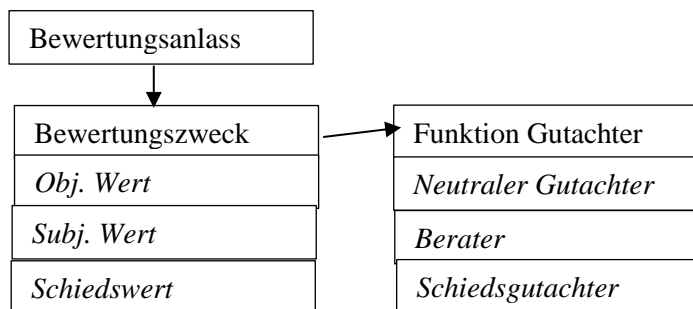 Bewertungsanlass
Bewertungszweck
Obj. Wert
Subj. Wert
Schiedswert
Funktion Gutachter
Neutraler Gutachter
Berater
Schiedsgutachter